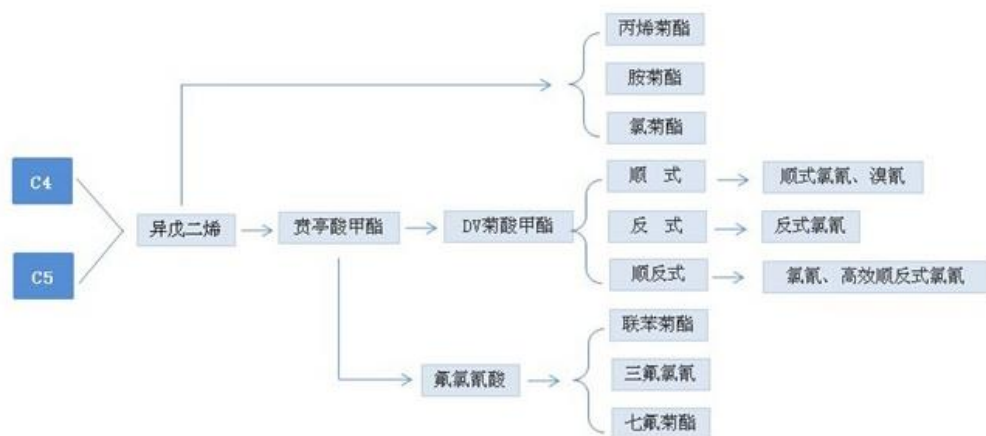 丙烯菊酯
胺菊酯
氯菊酯
C4
C5
异戊二烯
贲亭酸甲酯
DV菊酸甲酯
顺 式
顺式氯氰、溴氰
反 式
反式氯氰
顺反式
氯氰、高效顺反式氯氰
氟氯氰酸
联苯菊酯
三氟氯氰
七氟菊酯